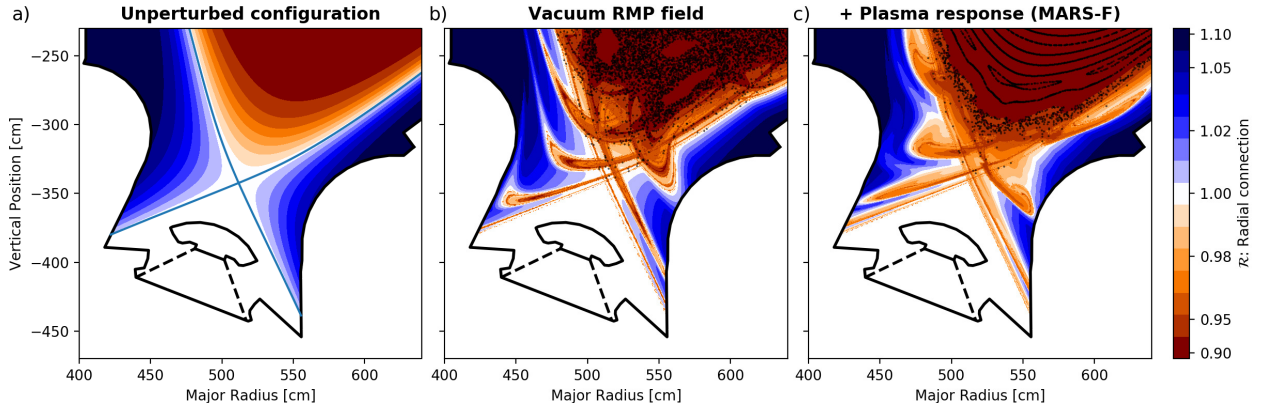 a) Unperturbed configuration
b) Vacuum RMP field
c) + Plasma response (MARS-F)
Vertical Position [cm]
−250
−300
−350
−400
−450
400 450 500 550 600
Major Radius [cm]
400 450 500 550 600
Major Radius [cm]
400 450 500 550 600
Major Radius [cm]
1.10
1.05
1.02
1.00
0.98
0.95
0.90
ℛ: Radial connection